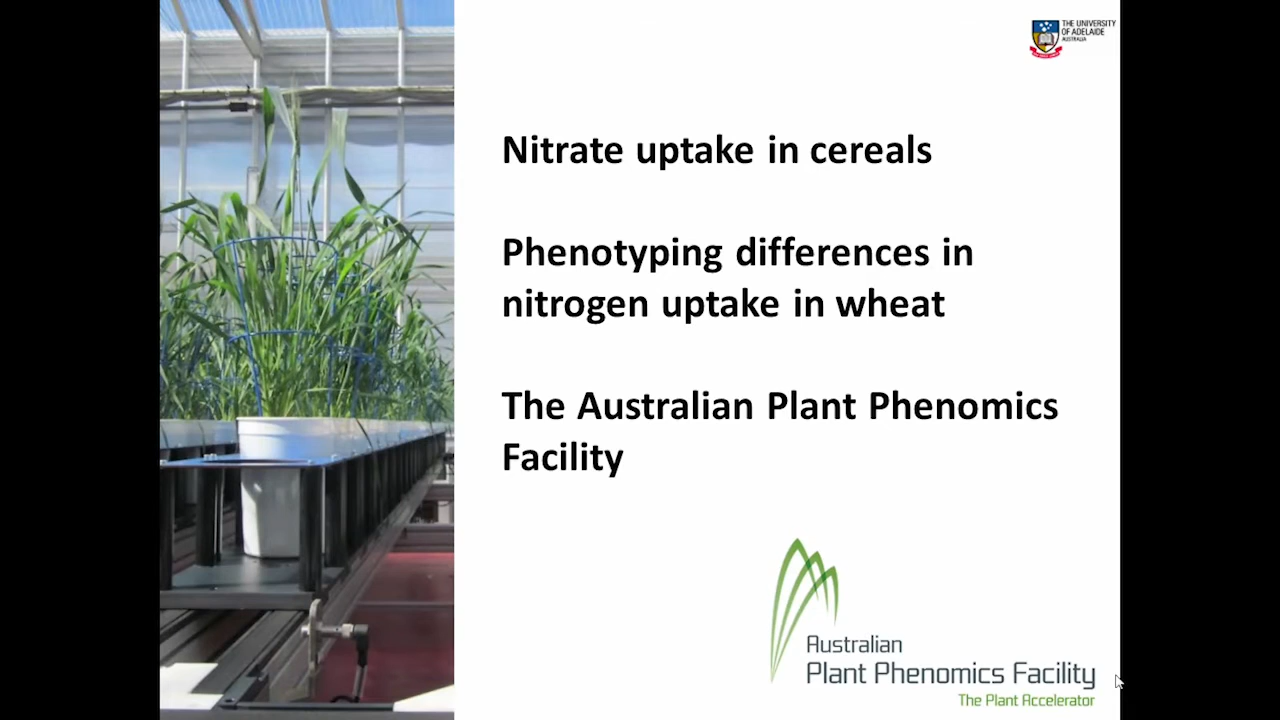 THE UNIVERSITY
OF ADELAIDE
AUSTRALIA
Nitrate uptake in cereals
Phenotyping differences in
nitrogen uptake in wheat
The Australian Plant Phenomics
Facility
Australian
Plant Phenomics Facility
The Plant Accelerator